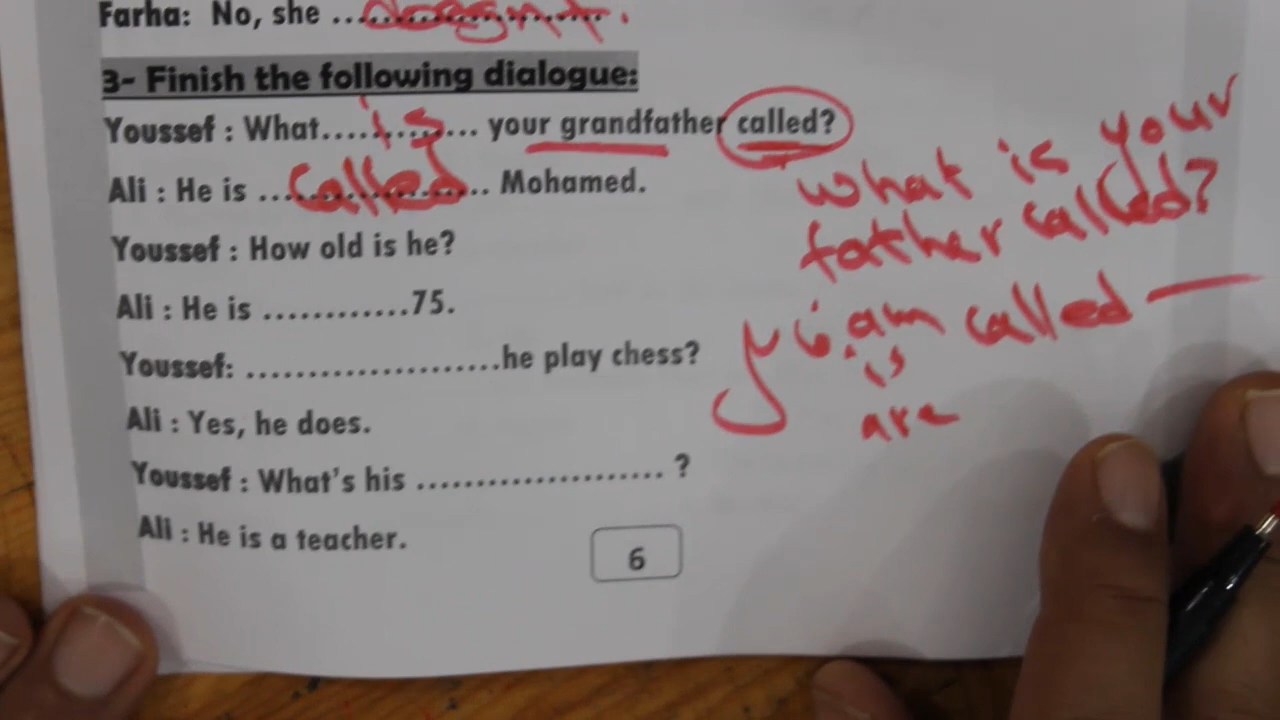 Farha: No, she ..................... doesn't.
3- Finish the following dialogue:
Youssef : What......is...... your grandfather called?
Ali : He is ......called...... Mohamed.
Youssef : How old is he?
Ali : He is ............75.
Youssef: ......................he play chess?
Ali : Yes, he does.
Youssef : What's his ...................... ?
Ali : He is a teacher.
6
what is your
father called?
am called —
is
are